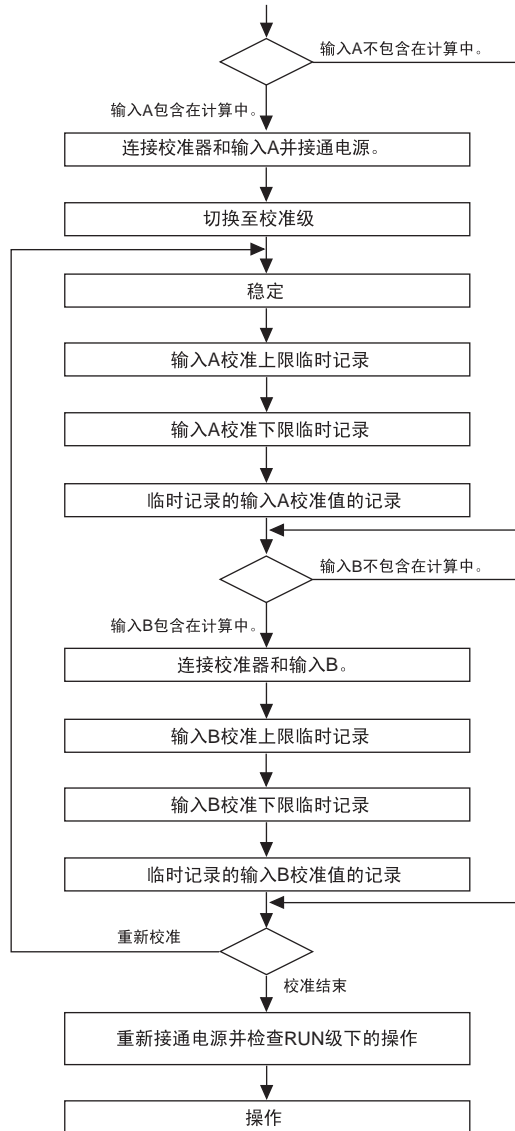 输入A不包含在计算中。
输入A包含在计算中。
连接校准器和输入A并接通电源。
切换至校准级
稳定
输入A校准上限临时记录
输入A校准下限临时记录
临时记录的输入A校准值的记录
输入B不包含在计算中。
输入B包含在计算中。
连接校准器和输入B。
输入B校准上限临时记录
输入B校准下限临时记录
临时记录的输入B校准值的记录
重新校准
校准结束
重新接通电源并检查RUN级下的操作
操作